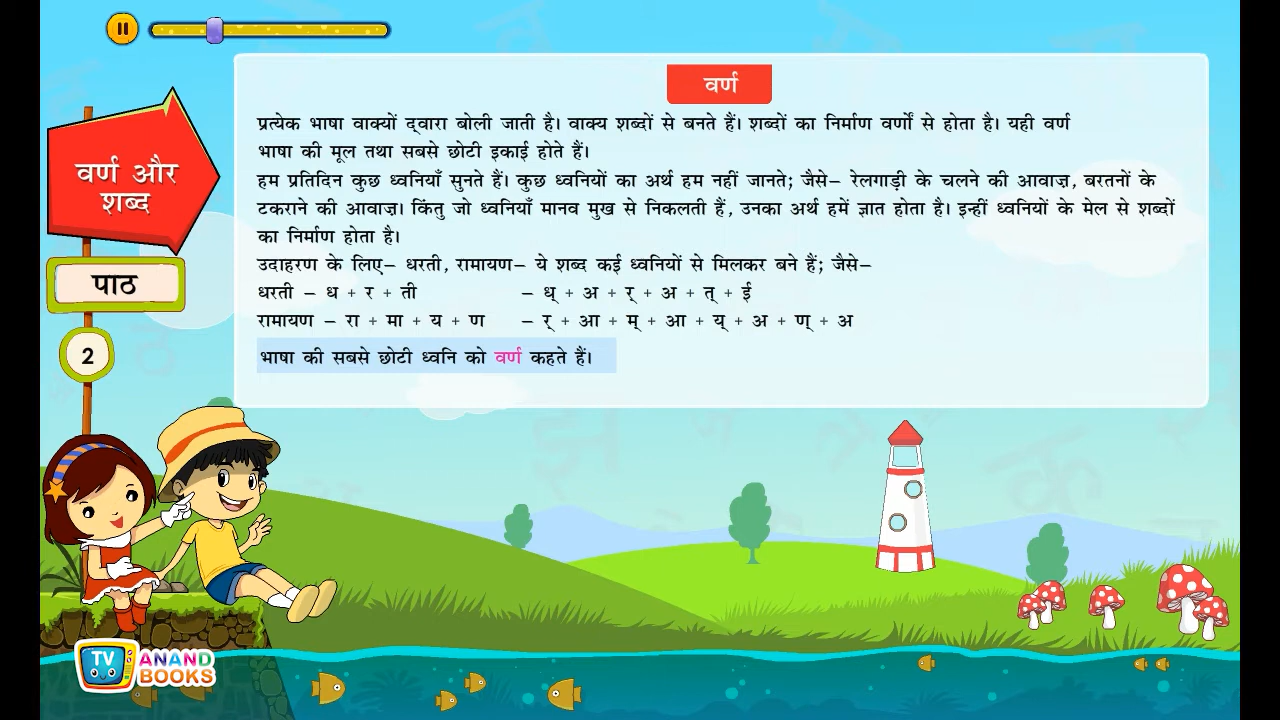 वर्ण
प्रत्येक भाषा वाक्यों द्वारा बोली जाती है। वाक्य शब्दों से बनते हैं। शब्दों का निर्माण वर्णों से होता है। यही वर्ण
भाषा की मूल तथा सबसे छोटी इकाई होते हैं।
हम प्रतिदिन कुछ ध्वनियाँ सुनते हैं। कुछ ध्वनियों का अर्थ हम नहीं जानते; जैसे– रेलगाड़ी के चलने की आवाज़, बरतनों के
टकराने की आवाज़। किंतु जो ध्वनियाँ मानव मुख से निकलती हैं, उनका अर्थ हमें ज्ञात होता है। इन्हीं ध्वनियों के मेल से शब्दों
का निर्माण होता है।
उदाहरण के लिए– धरती, रामायण– ये शब्द कई ध्वनियों से मिलकर बने हैं; जैसे–
धरती – ध + र + ती – ध् + अ + र् + अ + त् + ई
रामायण – रा + मा + य + ण – र् + आ + म् + आ + य् + अ + ण् + अ
भाषा की सबसे छोटी ध्वनि को वर्ण कहते हैं।
वर्ण और
शब्द
पाठ
2
TV
ANAND
BOOKS